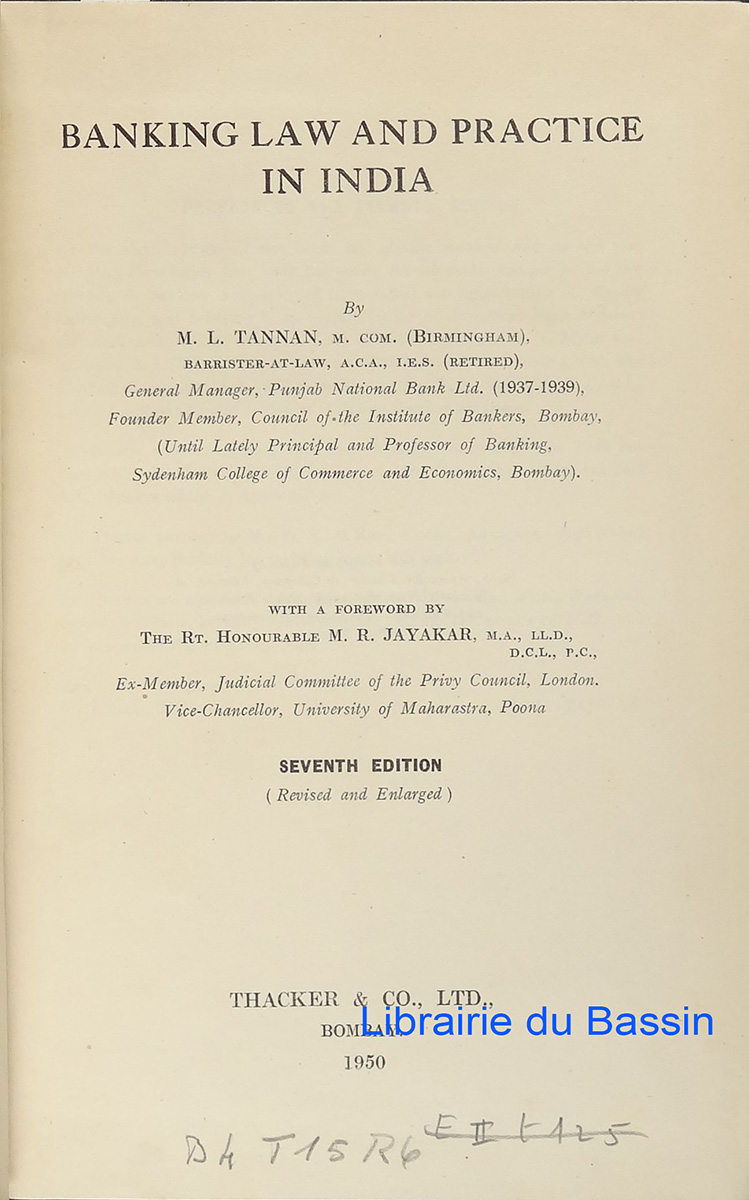 BANKING LAW AND PRACTICE
IN INDIA
By
M. L. TANNAN, M. COM. (BIRMINGHAM),
BARRISTER-AT-LAW, A.C.A., I.E.S. (RETIRED),
General Manager, Punjab National Bank Ltd. (1937-1939),
Founder Member, Council of the Institute of Bankers, Bombay,
(Until Lately Principal and Professor of Banking,
Sydenham College of Commerce and Economics, Bombay).
WITH A FOREWORD BY
THE RT. HONOURABLE M. R. JAYAKAR, M.A., LL.D.,
D.C.L., P.C.,
Ex-Member, Judicial Committee of the Privy Council, London.
Vice-Chancellor, University of Maharastra, Poona
SEVENTH EDITION
( Revised and Enlarged )
THACKER & CO., LTD.,
Librairie du Bassin
BOMBAY.
1950
T15R6